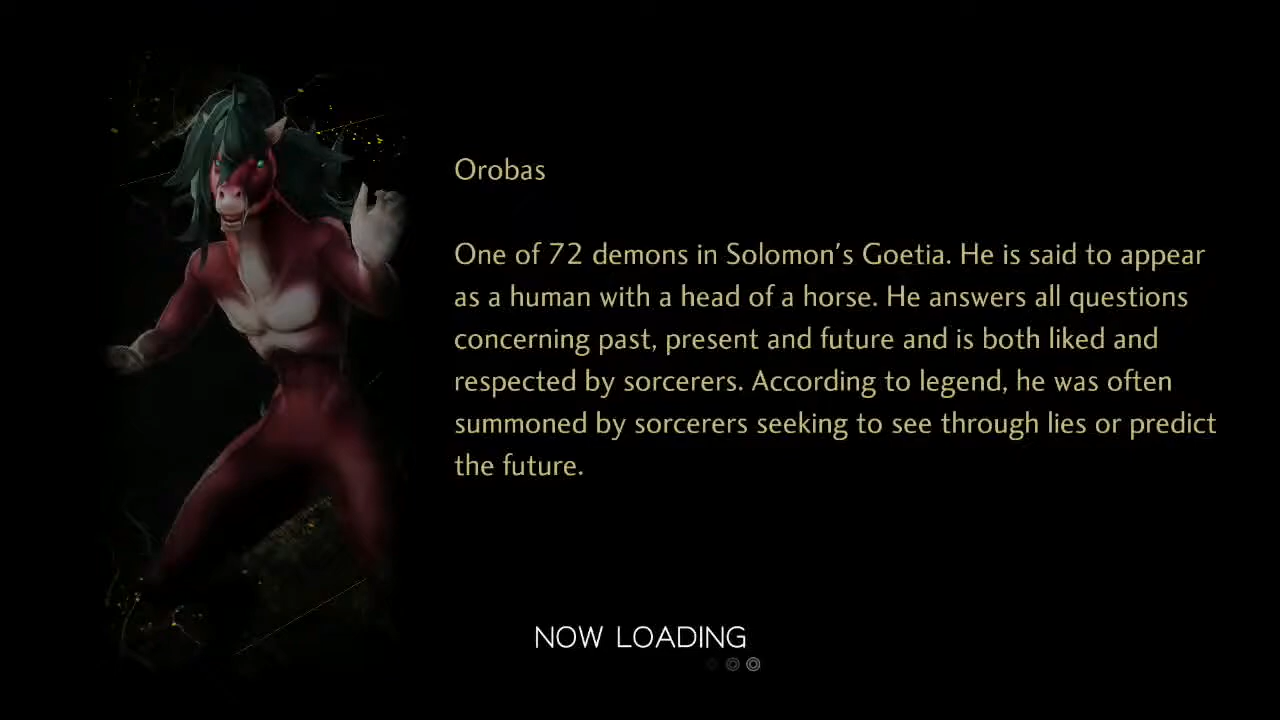 Orobas
One of 72 demons in Solomon's Goetia. He is said to appear
as a human with a head of a horse. He answers all questions
concerning past, present and future and is both liked and
respected by sorcerers. According to legend, he was often
summoned by sorcerers seeking to see through lies or predict
the future.
NOW LOADING